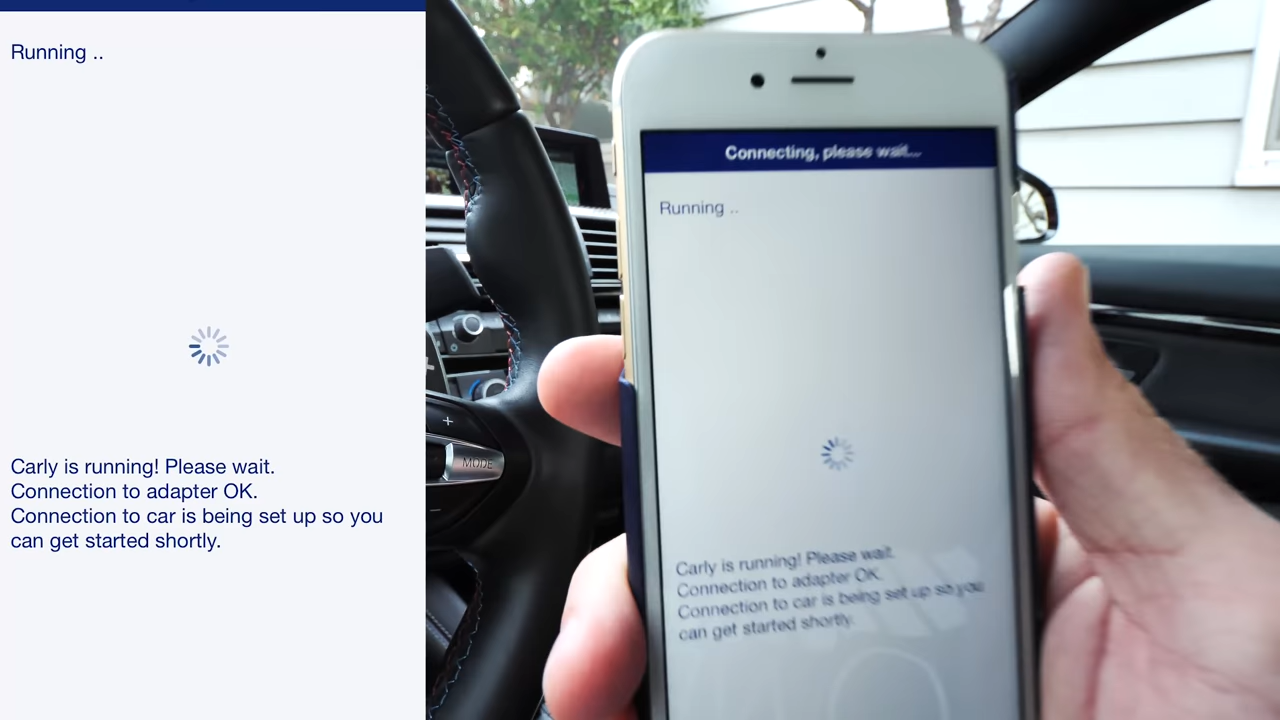 Running ..
Carly is running! Please wait.
Connection to adapter OK.
Connection to car is being set up so you
can get started shortly.
+
MODE
Connecting, please wait...
Running ..
Carly is running! Please wait.
Connection to adapter OK.
Connection to car is being set up so you
can get started shortly.